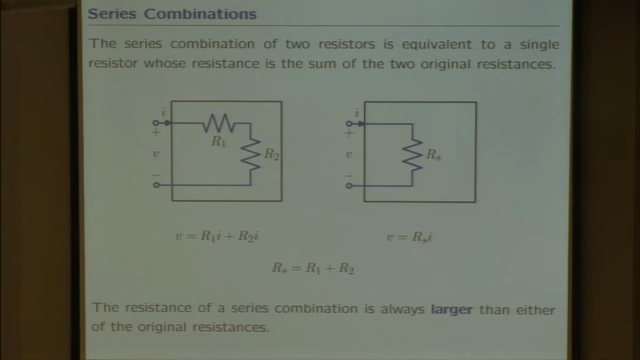 Series Combinations
The series combination of two resistors is equivalent to a single
resistor whose resistance is the sum of the two original resistances.
i i
+ R₁ +
v R₂ v Rₛ
− −
v = R₁i + R₂i v = Rₛi
Rₛ = R₁ + R₂
The resistance of a series combination is always larger than either
of the original resistances.